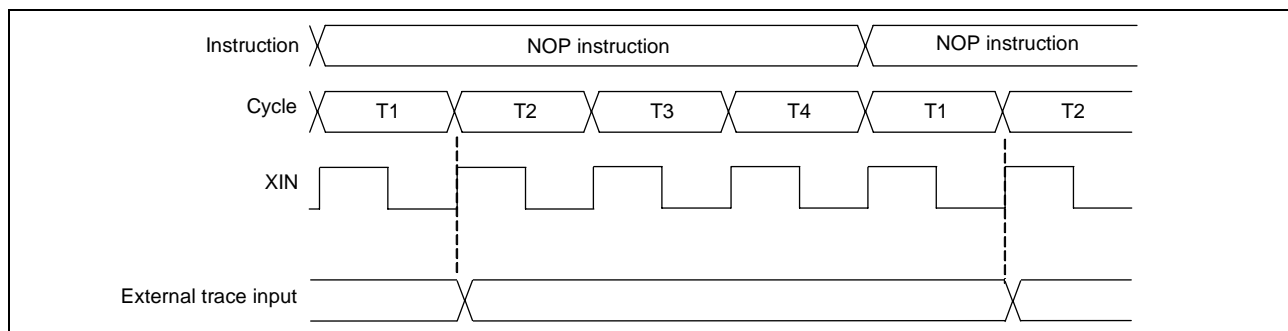 Instruction NOP instruction NOP instruction
Cycle T1 T2 T3 T4 T1 T2
XIN
External trace input